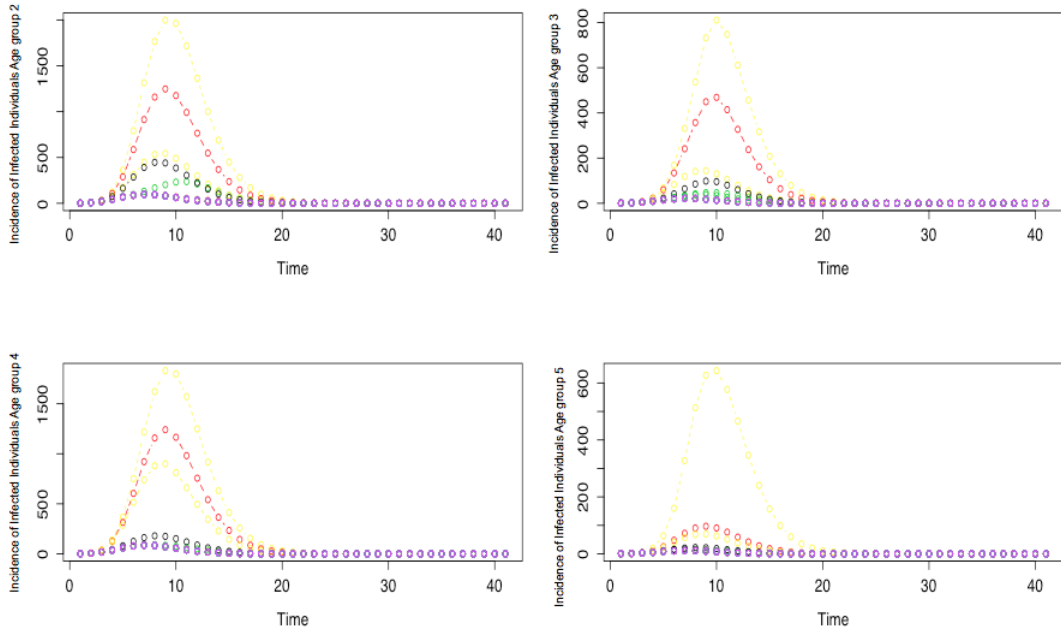 Incidence of Infected Individuals Age group 2
0 500 1500
0 10 20 30 40
Time
Incidence of Infected Individuals Age group 3
0 200 400 600 800
0 10 20 30 40
Time
Incidence of Infected Individuals Age group 4
0 500 1500
0 10 20 30 40
Time
Incidence of Infected Individuals Age group 5
0 200 400 600
0 10 20 30 40
Time